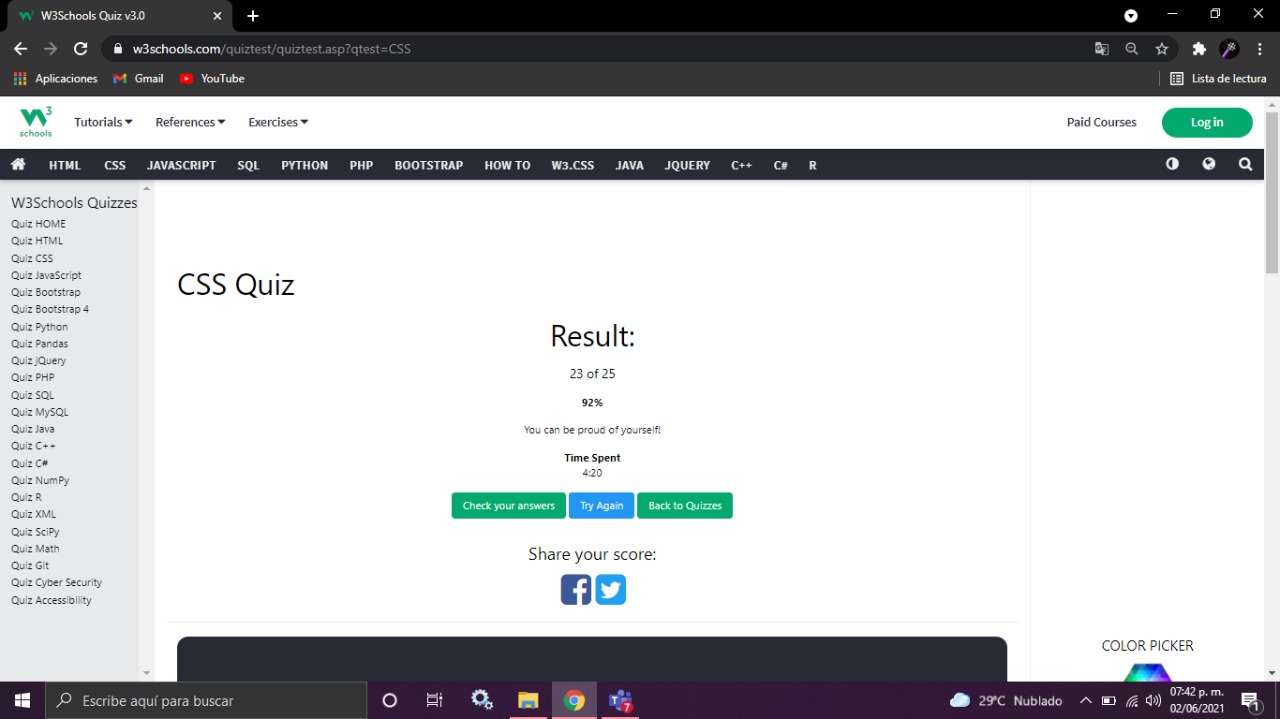 W3Schools Quiz v3.0
w3schools.com/quiztest/quiztest.asp?qtest=CSS
Aplicaciones Gmail YouTube Lista de lectura
w3 schools Tutorials References Exercises Paid Courses Log in
HTML CSS JAVASCRIPT SQL PYTHON PHP BOOTSTRAP HOW TO W3.CSS JAVA JQUERY C++ C# R
W3Schools Quizzes
Quiz HOME
Quiz HTML
Quiz CSS
Quiz JavaScript
Quiz Bootstrap
Quiz Bootstrap 4
Quiz Python
Quiz Pandas
Quiz jQuery
Quiz PHP
Quiz SQL
Quiz MySQL
Quiz Java
Quiz C++
Quiz C#
Quiz NumPy
Quiz R
Quiz XML
Quiz SciPy
Quiz Math
Quiz Git
Quiz Cyber Security
Quiz Accessibility
CSS Quiz
Result:
23 of 25
92%
You can be proud of yourself!
Time Spent
4:20
Check your answers Try Again Back to Quizzes
Share your score:
COLOR PICKER
Escribe aquí para buscar
7
29°C Nublado
07:42 p. m.
02/06/2021
1